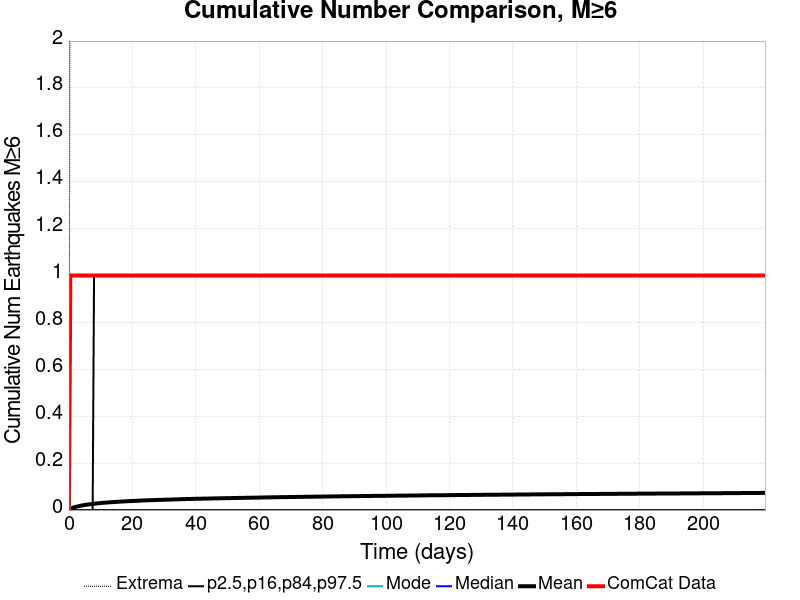 Cumulative Number Comparison, M≥6
Cumulative Num Earthquakes M≥6
2
1.8
1.6
1.4
1.2
1
0.8
0.6
0.4
0.2
0
0 20 40 60 80 100 120 140 160 180 200
Time (days)
Extrema p2.5,p16,p84,p97.5 Mode Median Mean ComCat Data